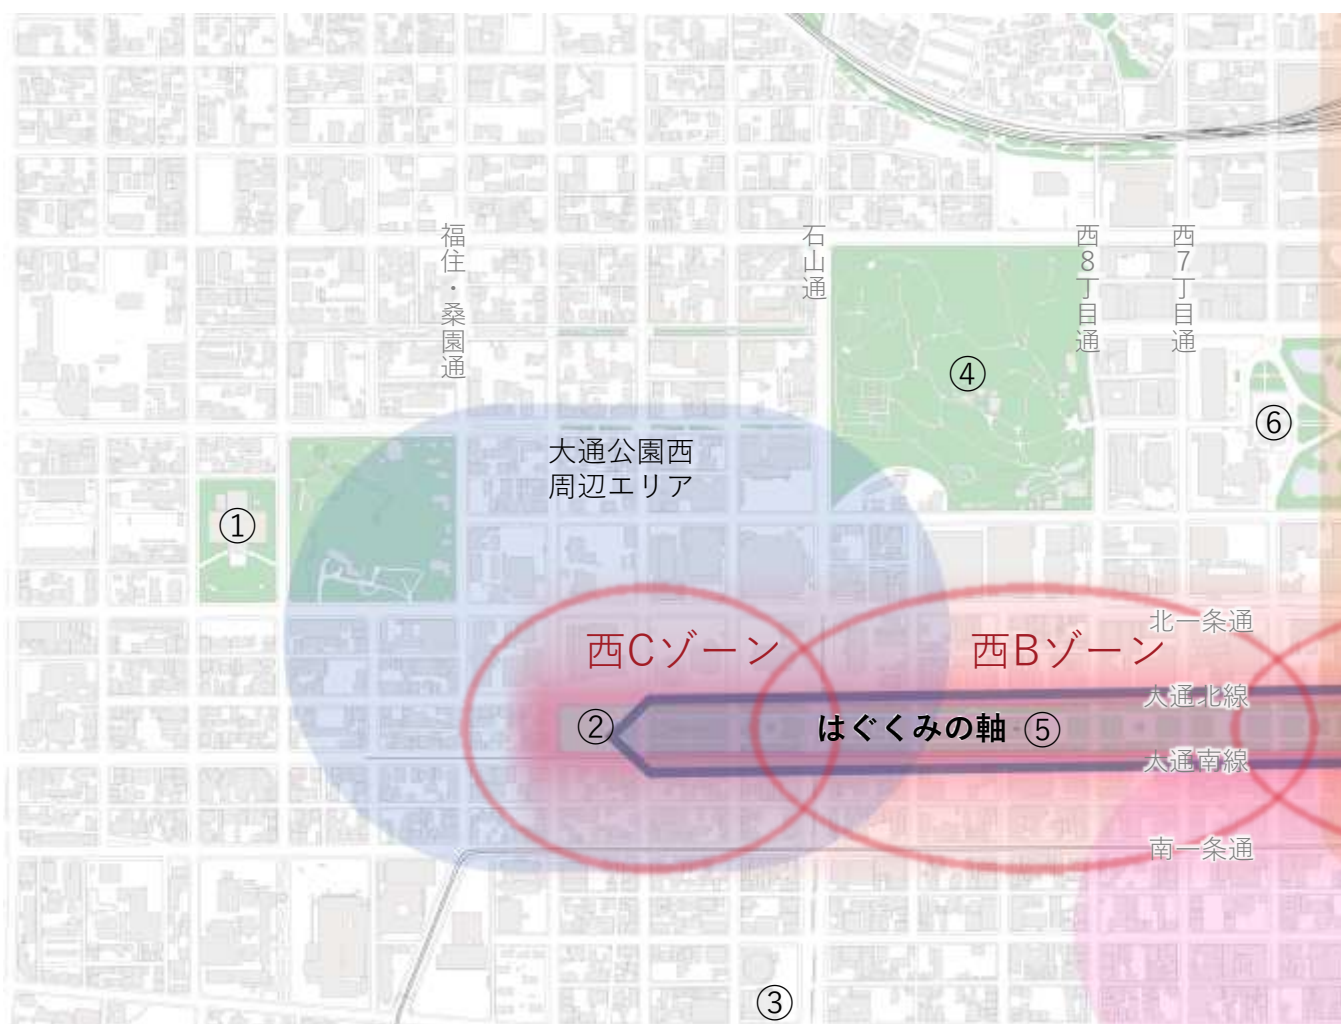 福住・桑園通
石山通
西8丁目通
西7丁目通
④
⑥
大通公園西
周辺エリア
①
北一条通
西Cゾーン
西Bゾーン
大通北線
②
はぐくみの軸
⑤
大通南線
南一条通
③